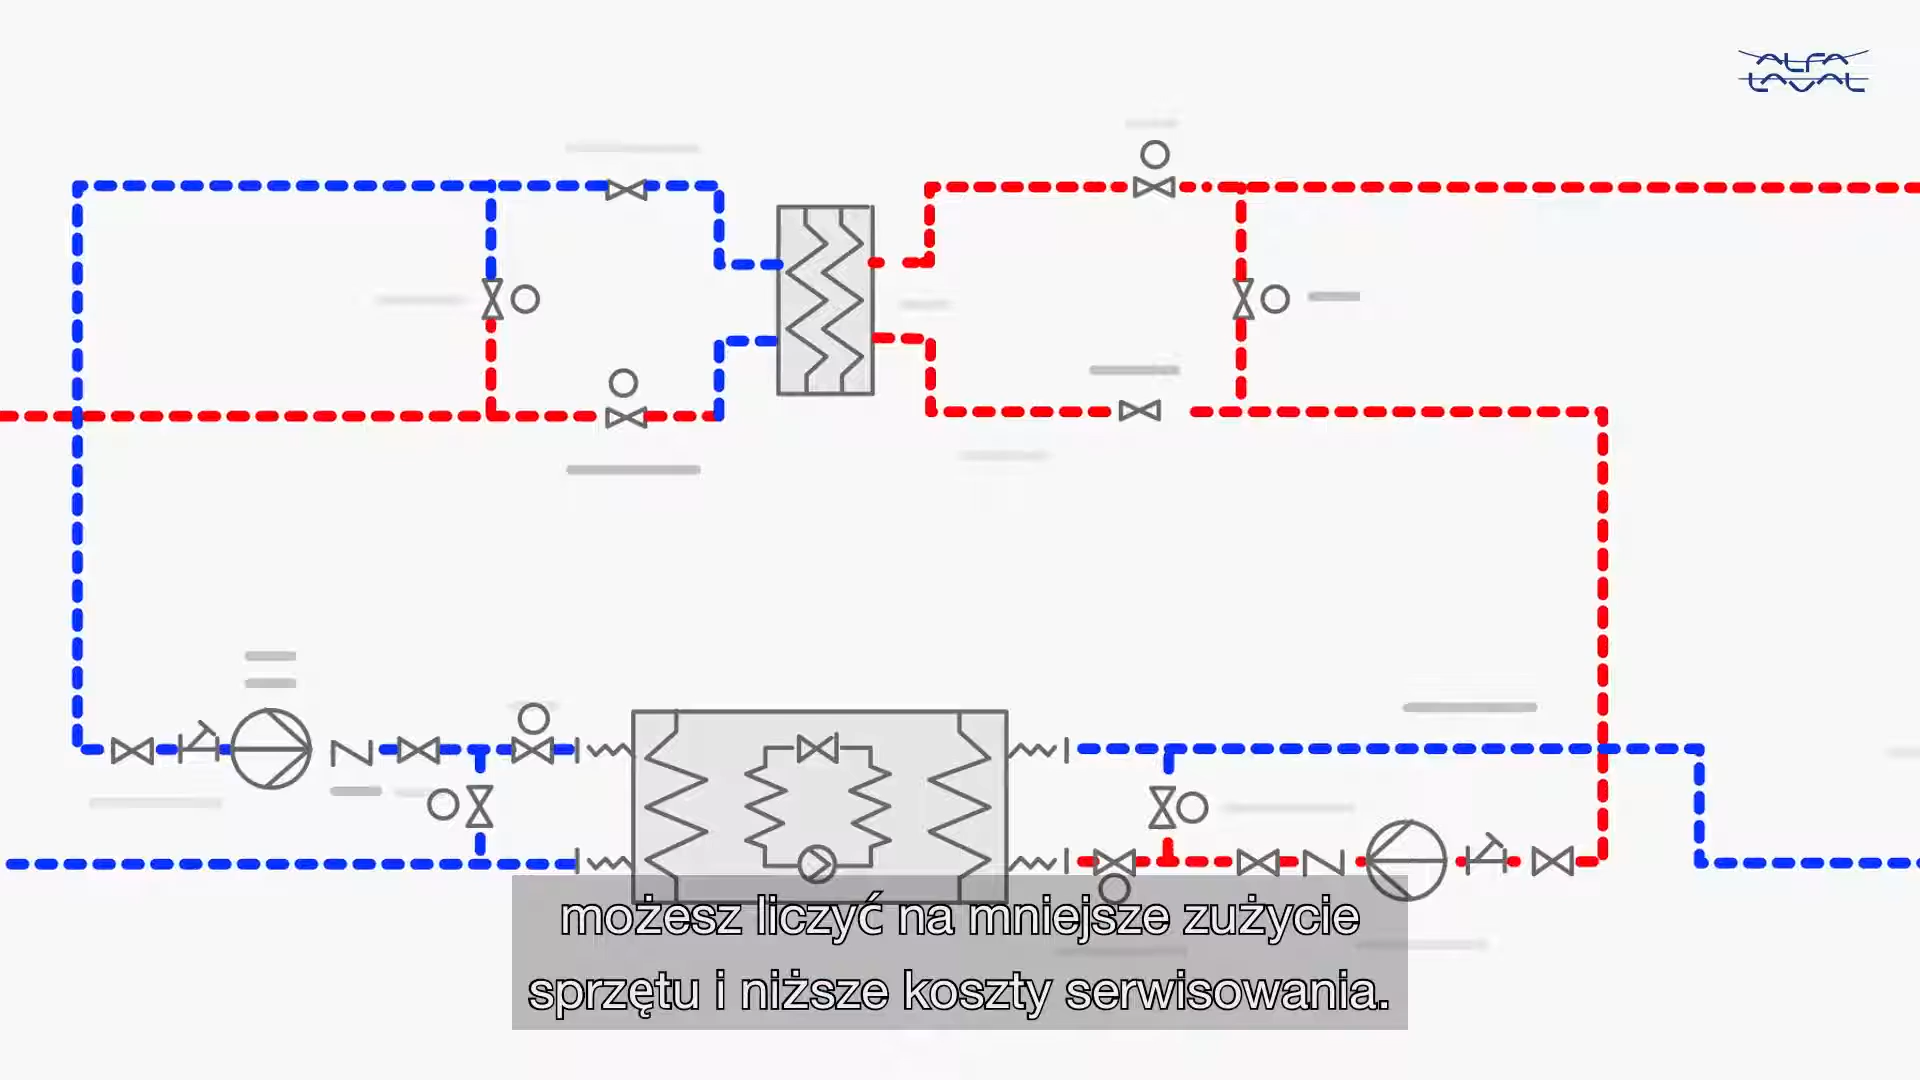 ALFA
LAVAL
możesz liczyć na mniejsze zużycie
sprzętu i niższe koszty serwisowania.